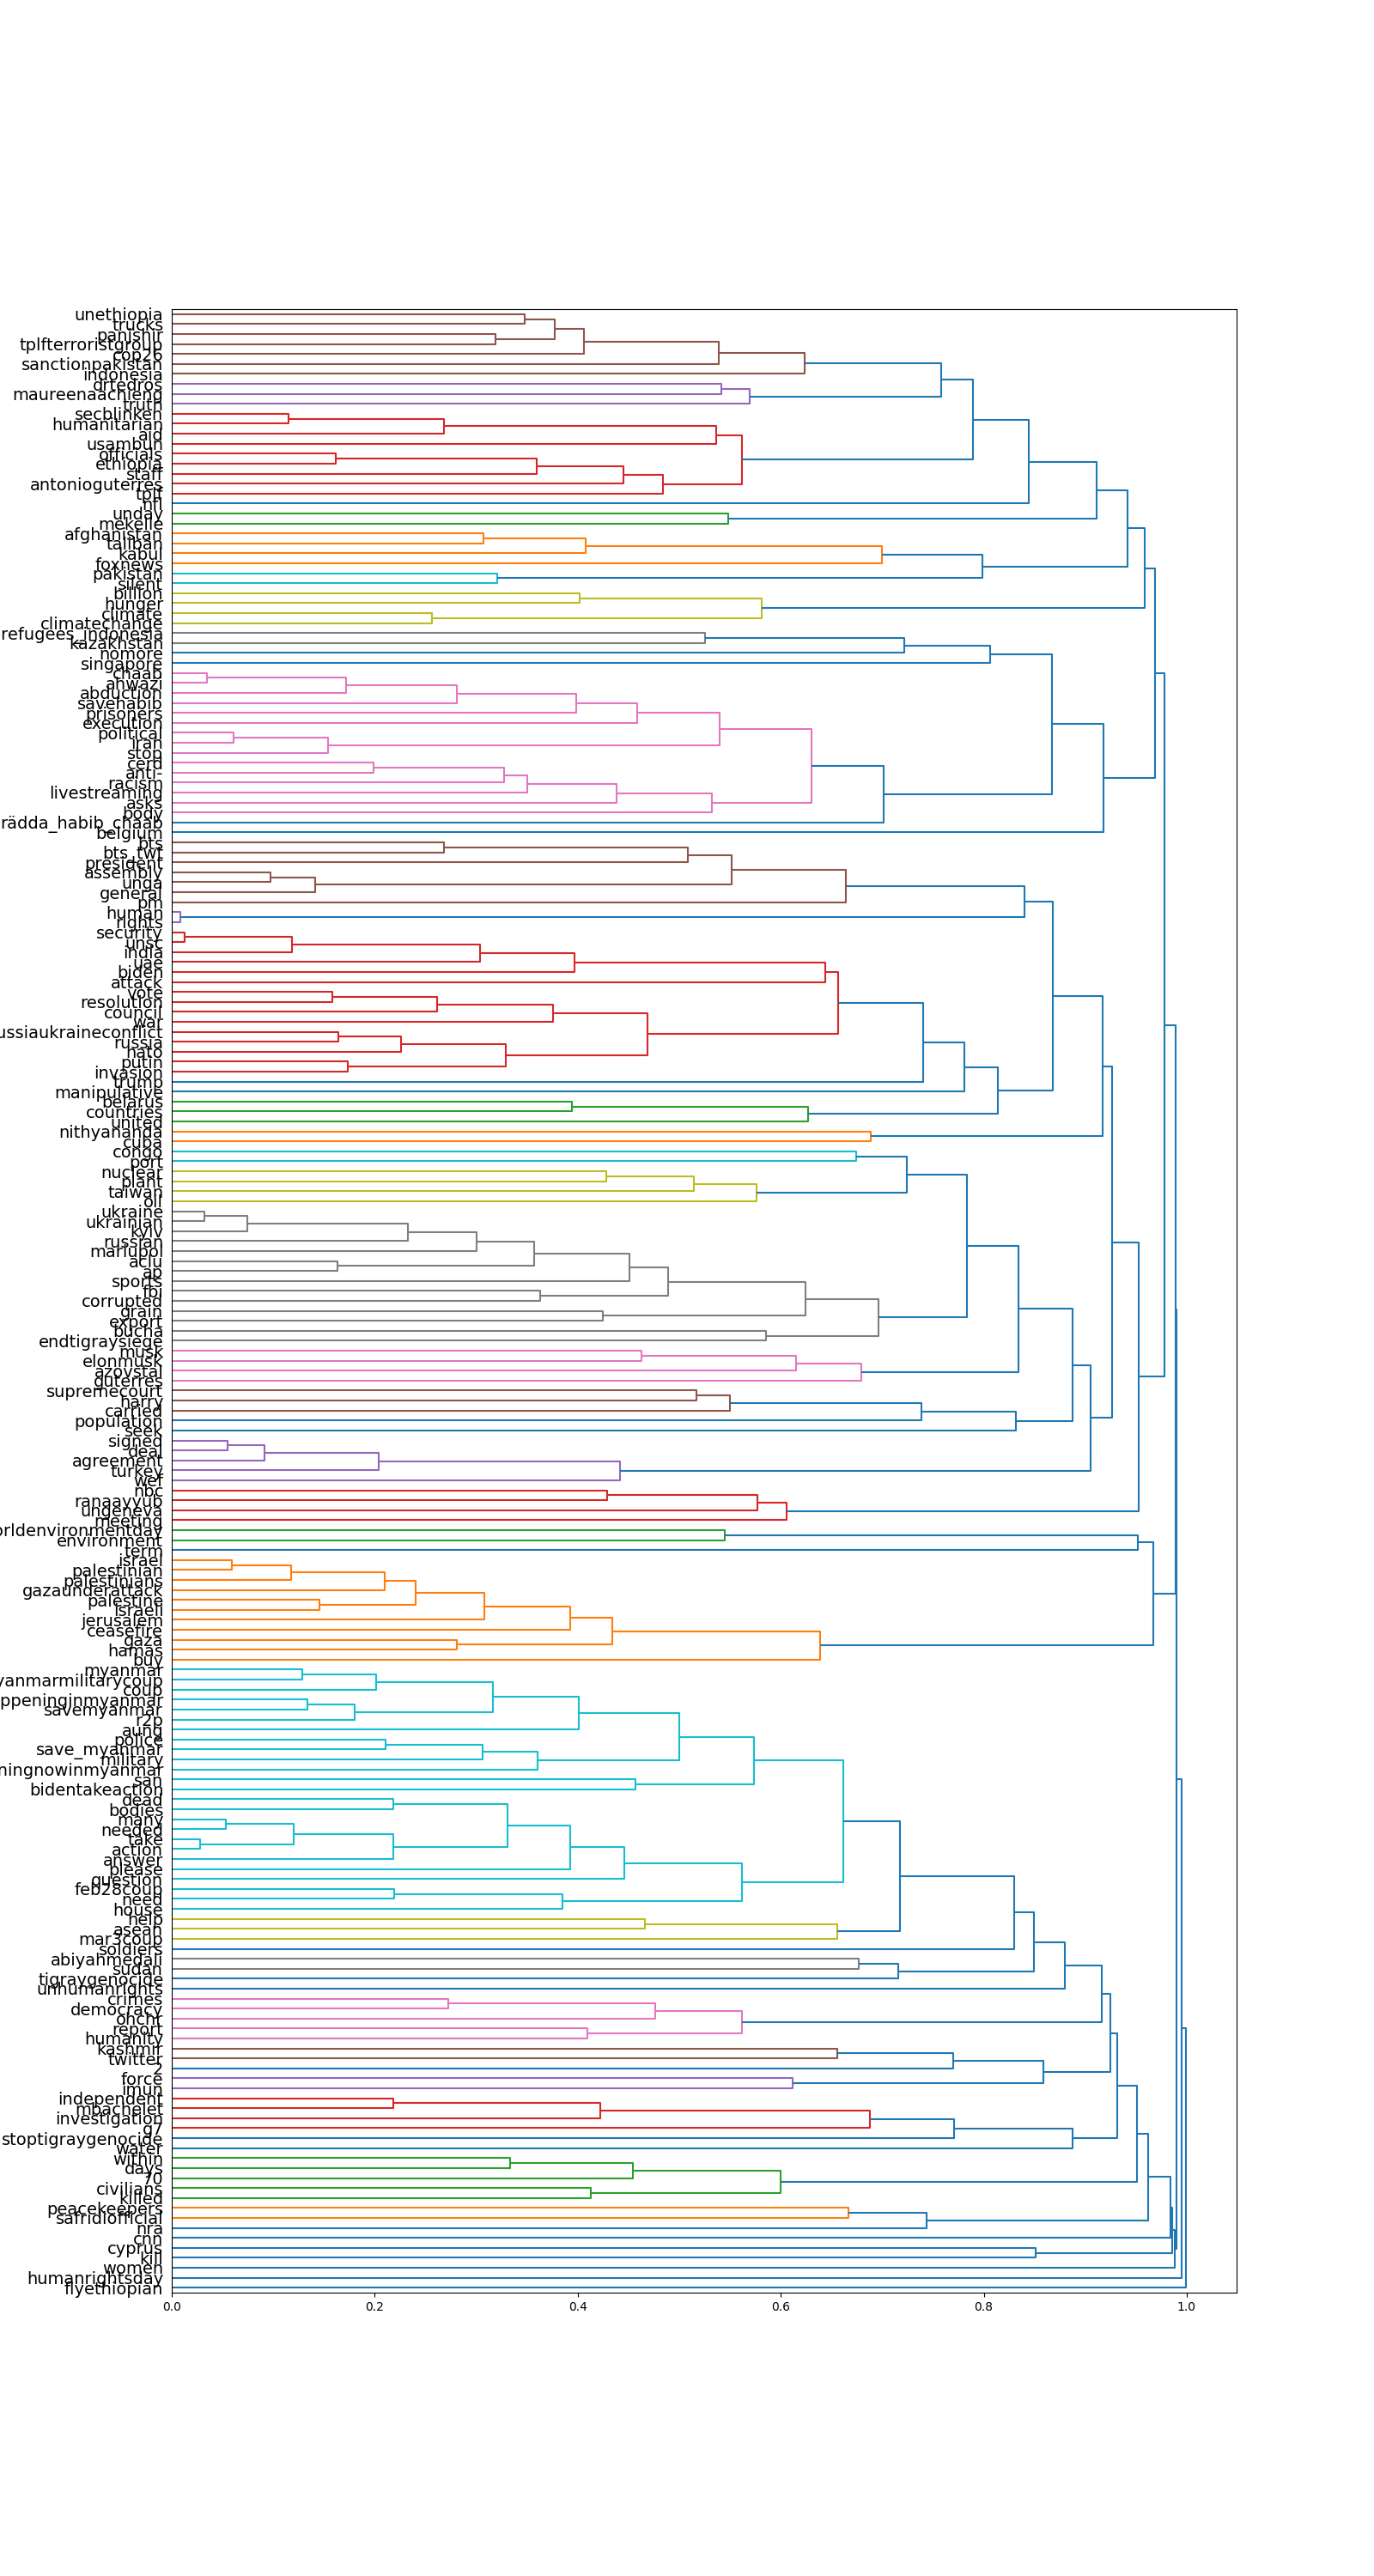 unethiopia
trucks
panjshir
tplfterroristgroup
cop26
sanctionpakistan
indonesia
drtedros
maureenaachieng
truth
secblinken
humanitarian
aid
usambun
officials
ethiopia
staff
antonioguterres
tplf
nfl
unday
mekelle
afghanistan
taliban
kabul
foxnews
pakistan
silent
billion
hunger
climate
climatechange
refugees_indonesia
kazakhstan
nomore
singapore
chaab
ahwazi
abduction
savehabib
prisoners
execution
political
iran
stop
cerd
anti-
racism
livestreaming
asks
body
rädda_habib_chaab
belgium
bts
bts_twt
president
assembly
unga
general
pm
human
rights
security
unsc
india
uae
biden
attack
vote
resolution
council
war
ussiaukraineconflict
russia
nato
putin
invasion
trump
manipulative
belarus
countries
united
nithyananda
cuba
congo
port
nuclear
plant
taiwan
oil
ukraine
ukrainian
kyiv
russian
mariupol
aclu
ap
sports
fbi
corrupted
grain
export
bucha
endtigraysiege
musk
elonmusk
azovstal
guterres
supremecourt
harry
carried
population
seek
signed
deal
agreement
turkey
wef
nbc
ranaayyub
ungeneva
meeting
orldenvironmentday
environment
term
israel
palestinian
palestinians
gazaunderattack
palestine
israeli
jerusalem
ceasefire
gaza
hamas
buy
myanmar
yanmarmilitarycoup
coup
ppeninginmyanmar
savemyanmar
r2p
aung
police
save_myanmar
military
ningnowinmyanmar
san
bidentakeaction
dead
bodies
many
needed
take
action
answer
please
question
feb28coup
need
house
help
asean
mar3coup
soldiers
abiyahmedali
sudan
tigraygenocide
unhumanrights
crimes
democracy
ohchr
report
humanity
kashmir
twitter
2
force
imun
independent
mbachelet
investigation
g7
stoptigraygenocide
water
within
days
70
civilians
killed
peacekeepers
safridiofficial
nra
cnn
cyprus
kill
women
humanrightsday
flyethiopian
0.0 0.2 0.4 0.6 0.8 1.0